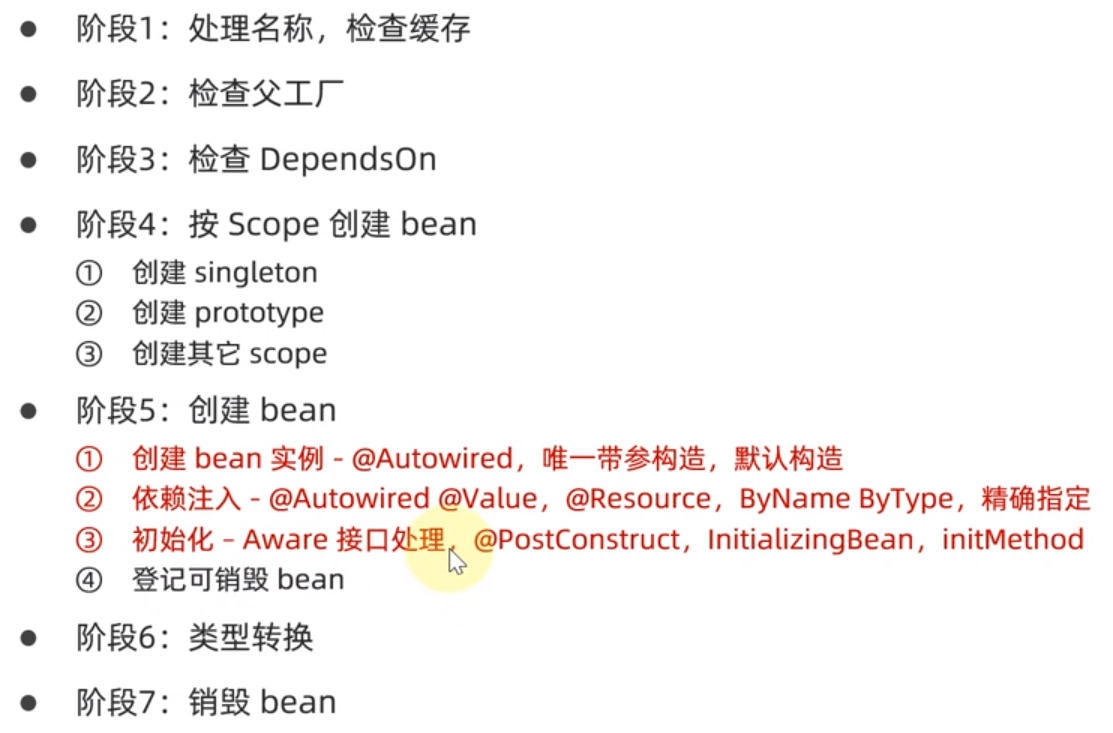 ● 阶段1：处理名称，检查缓存
● 阶段2：检查父工厂
● 阶段3：检查 DependsOn
● 阶段4：按 Scope 创建 bean
① 创建 singleton
② 创建 prototype
③ 创建其它 scope
● 阶段5：创建 bean
① 创建 bean 实例 - @Autowired，唯一带参构造，默认构造
② 依赖注入 - @Autowired @Value，@Resource，ByName ByType，精确指定
③ 初始化 – Aware 接口处理，@PostConstruct，InitializingBean，initMethod
④ 登记可销毁 bean
● 阶段6：类型转换
● 阶段7：销毁 bean